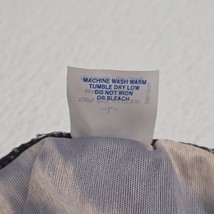 MACHINE WASH WARM
TUMBLE DRY LOW
DO NOT IRON
OR BLEACH